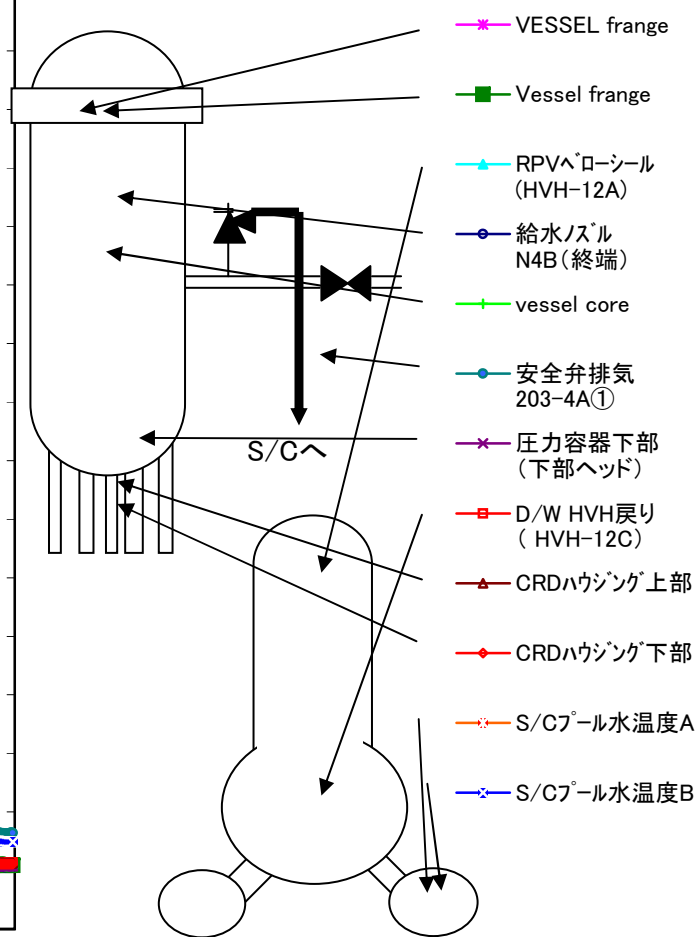 VESSEL frange
Vessel frange
RPVﾍﾞﾛｰｼｰﾙ
(HVH-12A)
給水ﾉｽﾞﾙ
N4B(終端)
vessel core
安全弁排気
203-4A①
圧力容器下部
(下部ヘッド)
S/Cへ
D/W HVH戻り
( HVH-12C)
CRDﾊｳｼﾞﾝｸﾞ上部
CRDﾊｳｼﾞﾝｸﾞ下部
S/Cﾌﾟｰﾙ水温度A
S/Cﾌﾟｰﾙ水温度B